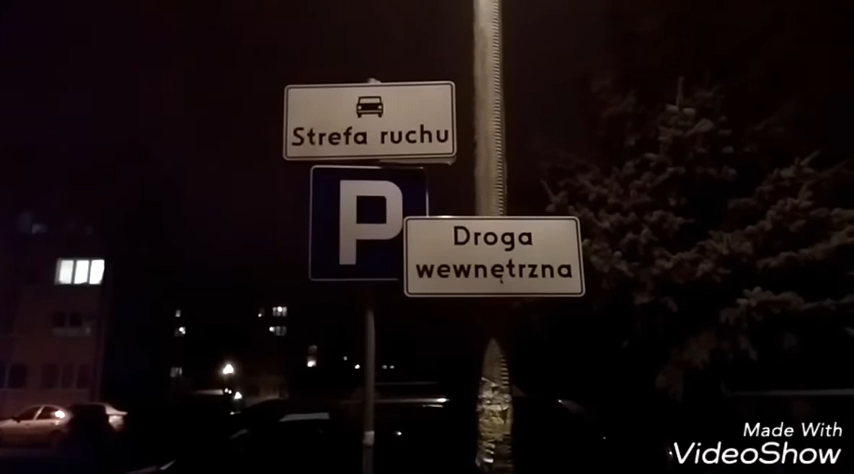 Strefa ruchu
P
Droga
wewnętrzna
Made With
VideoShow